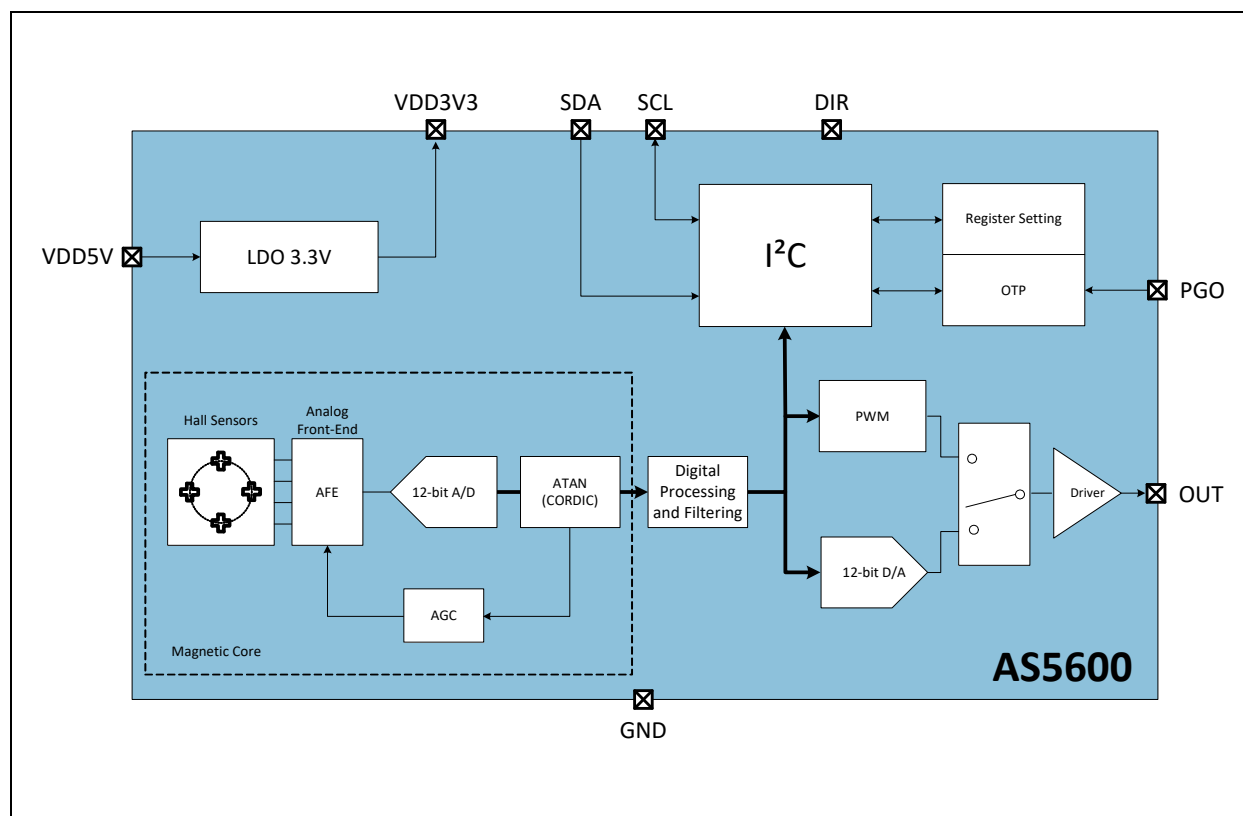 VDD3V3
SDA
SCL
DIR
VDD5V
LDO 3.3V
I²C
Register Setting
OTP
PGO
Hall Sensors
Analog
Front-End
AFE
12-bit A/D
ATAN
(CORDIC)
Digital
Processing
and Filtering
PWM
12-bit D/A
Driver
OUT
AGC
Magnetic Core
AS5600
GND